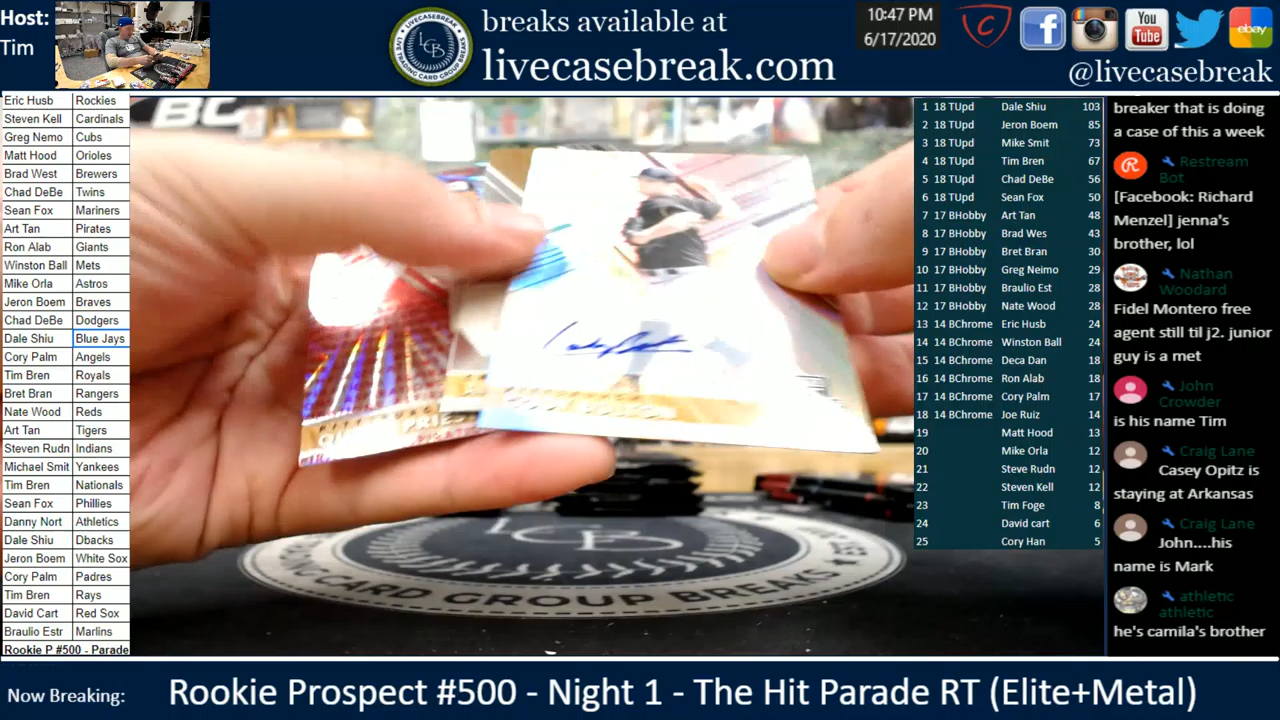 Host:
Tim
breaks available at
livecasebreak.com
10:47 PM
6/17/2020
You
Tube
ebay
@livecasebreak
LIVE CASE BREAK
TRADING CARD GROUP BREAKS
LCB
Eric Husb Rockies
Steven Kell Cardinals
Greg Nemo Cubs
Matt Hood Orioles
Brad West Brewers
Chad DeBe Twins
Sean Fox Mariners
Art Tan Pirates
Ron Alab Giants
Winston Ball Mets
Mike Orla Astros
Jeron Boem Braves
Chad DeBe Dodgers
Dale Shiu Blue Jays
Cory Palm Angels
Tim Bren Royals
Bret Bran Rangers
Nate Wood Reds
Art Tan Tigers
Steven Rudn Indians
Michael Smit Yankees
Tim Bren Nationals
Sean Fox Phillies
Danny Nort Athletics
Dale Shiu Dbacks
Jeron Boem White Sox
Cory Palm Padres
Tim Bren Rays
David Cart Red Sox
Braulio Estr Marlins
Rookie P #500 - Parade
1 18 TUpd Dale Shiu 103
2 18 TUpd Jeron Boem 85
3 18 TUpd Mike Smit 73
4 18 TUpd Tim Bren 67
5 18 TUpd Chad DeBe 56
6 18 TUpd Sean Fox 50
7 17 BHobby Art Tan 48
8 17 BHobby Brad Wes 43
9 17 BHobby Bret Bran 30
10 17 BHobby Greg Neimo 29
11 17 BHobby Braulio Est 28
12 17 BHobby Nate Wood 28
13 14 BChrome Eric Husb 24
14 14 BChrome Winston Ball 24
15 14 BChrome Deca Dan 18
16 14 BChrome Ron Alab 18
17 14 BChrome Cory Palm 17
18 14 BChrome Joe Ruiz 14
19 Matt Hood 13
20 Mike Orla 12
21 Steve Rudn 12
22 Steven Kell 12
23 Tim Foge 8
24 David cart 6
25 Cory Han 5
breaker that is doing
a case of this a week
Restream
Bot
[Facebook: Richard
Menzel] jenna's
brother, lol
Nathan
Woodard
Fidel Montero free
agent still til j2. junior
guy is a met
John
Crowder
is his name Tim
Craig Lane
Casey Opitz is
staying at Arkansas
Craig Lane
John....his
name is Mark
athletic
athletic
he's camila's brother
CARD GROUP BREAKS
Now Breaking:
Rookie Prospect #500 - Night 1 - The Hit Parade RT (Elite+Metal)